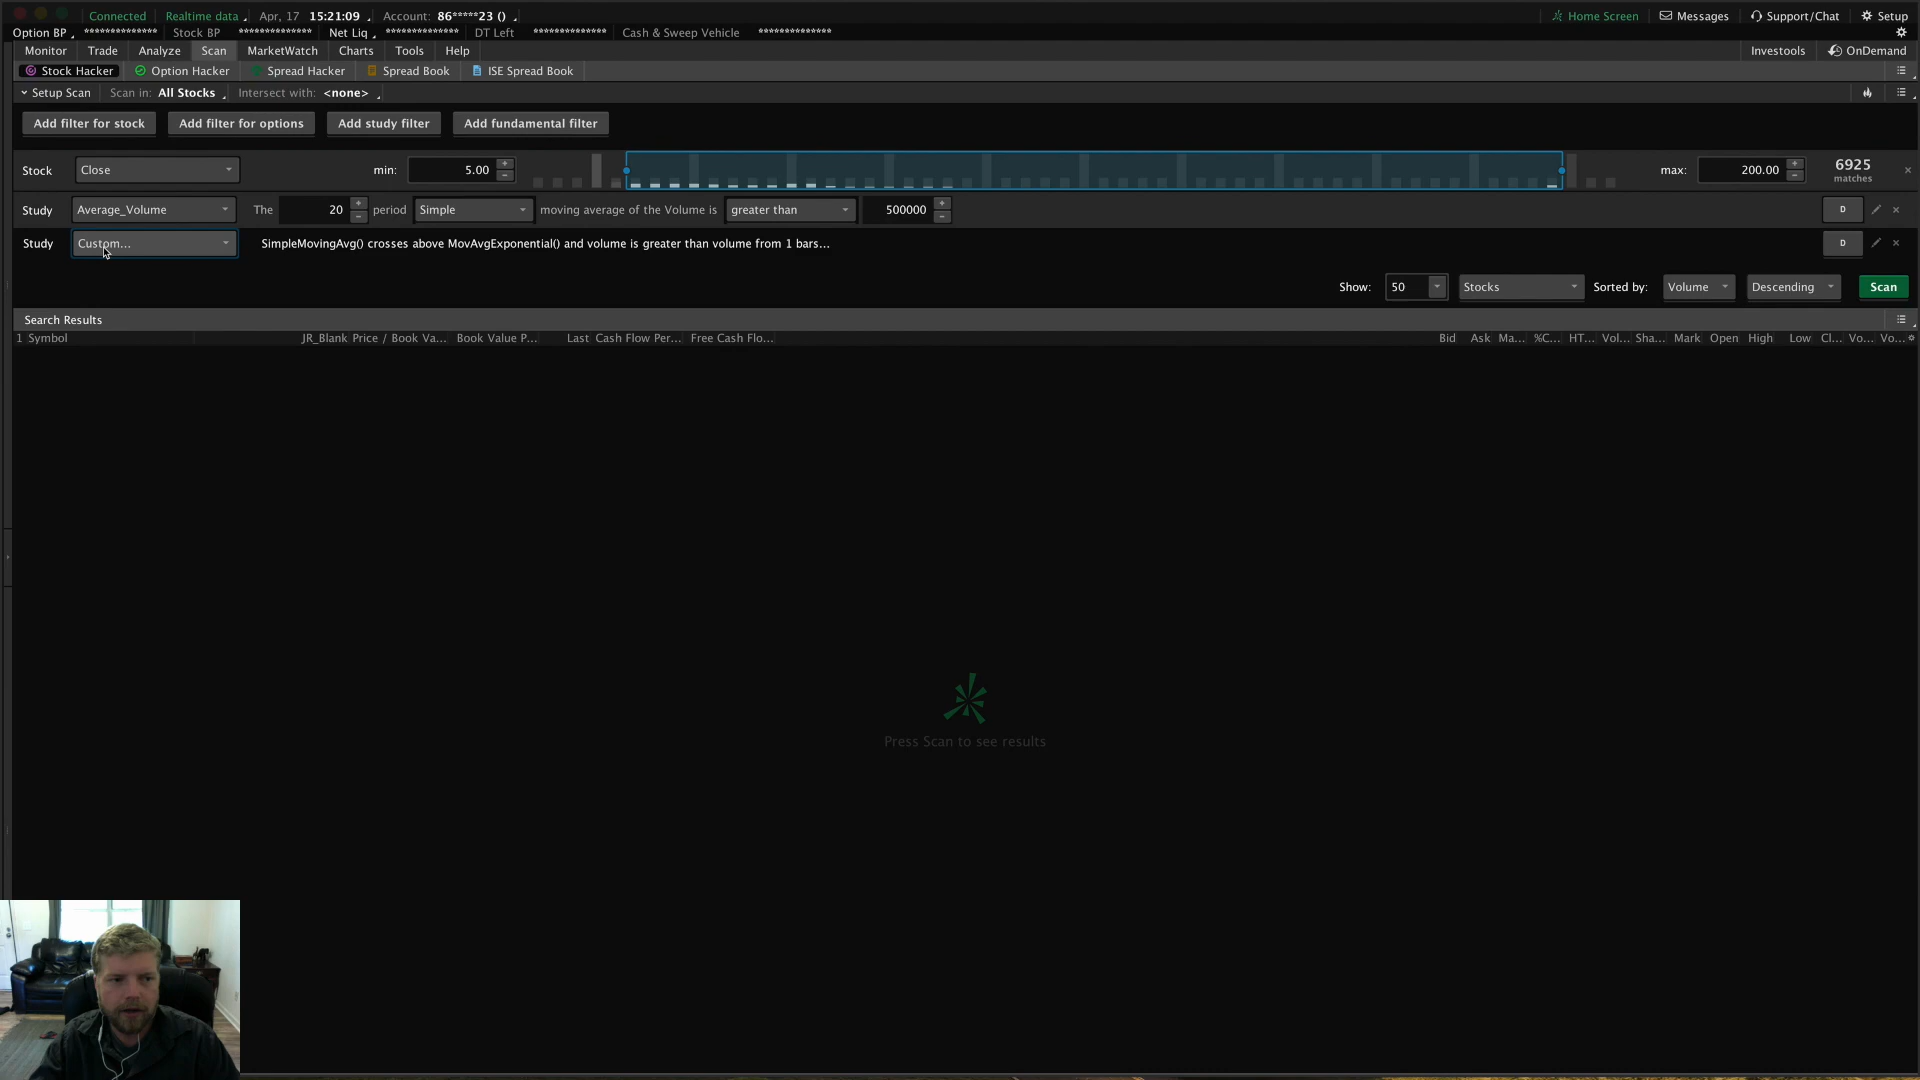 Connected Realtime data Apr, 17 15:21:09 Account: 86*****23 () Home Screen Messages Support/Chat Setup
Option BP ************** Stock BP ************** Net Liq ************** DT Left ************** Cash & Sweep Vehicle **************
Monitor Trade Analyze Scan MarketWatch Charts Tools Help Investools OnDemand
Stock Hacker Option Hacker Spread Hacker Spread Book ISE Spread Book
Setup Scan Scan in: All Stocks Intersect with: <none>
Add filter for stock Add filter for options Add study filter Add fundamental filter
Stock Close min: 5.00 max: 200.00 6925
matches
Study Average_Volume The 20 period Simple moving average of the Volume is greater than 500000 D
Study Custom... SimpleMovingAvg() crosses above MovAvgExponential() and volume is greater than volume from 1 bars... D
Show: 50 Stocks Sorted by: Volume Descending Scan
Search Results
1 Symbol JR_Blank Price / Book Va... Book Value P... Last Cash Flow Per... Free Cash Flo... Bid Ask Ma... %C... HT... Vol... Sha... Mark Open High Low Cl... Vo... Vo...
Press Scan to see results